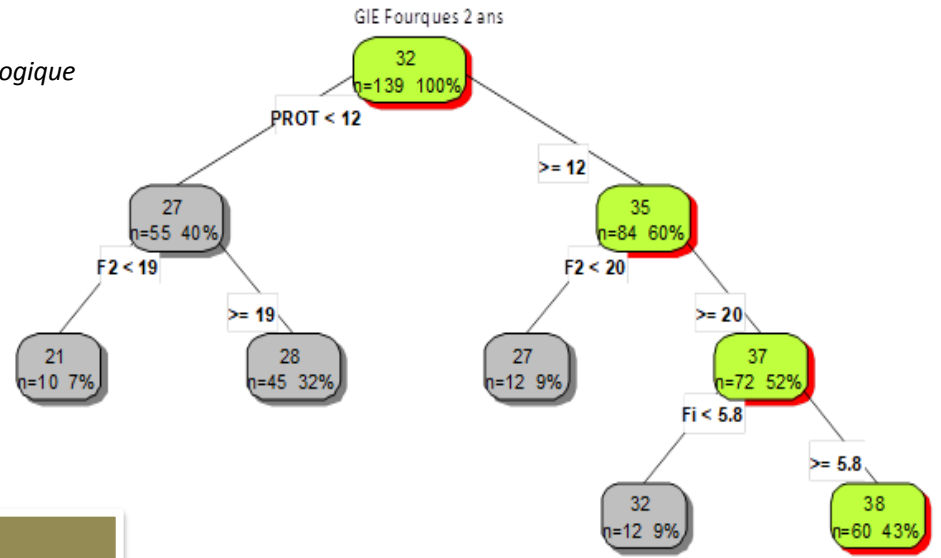 GIE Fourques 2 ans
ogique
32
n=139 100%
PROT < 12
>= 12
27
n=55 40%
35
n=84 60%
F2 < 19
>= 19
F2 < 20
>= 20
21
n=10 7%
28
n=45 32%
27
n=12 9%
37
n=72 52%
Fi < 5.8
>= 5.8
32
n=12 9%
38
n=60 43%